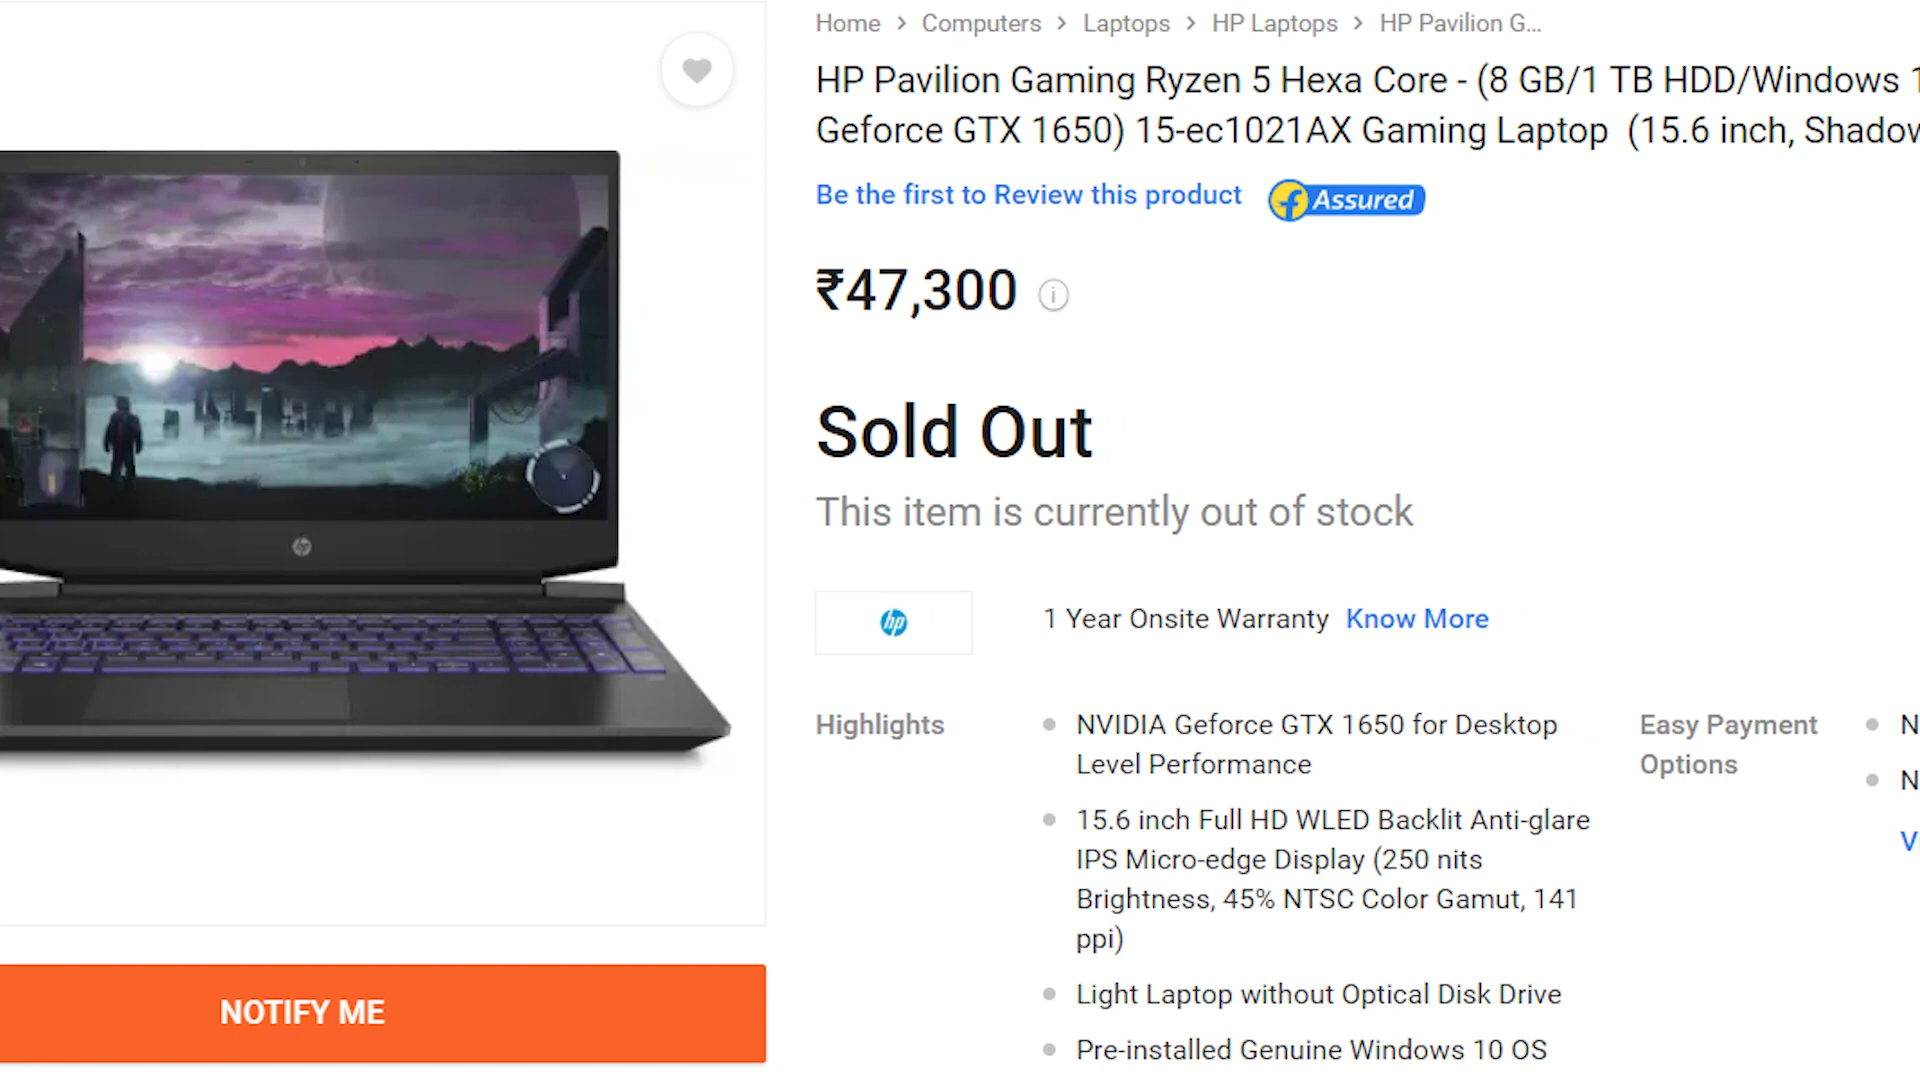 Home > Computers > Laptops > HP Laptops > HP Pavilion G...
HP Pavilion Gaming Ryzen 5 Hexa Core - (8 GB/1 TB HDD/Windows 1
Geforce GTX 1650) 15-ec1021AX Gaming Laptop (15.6 inch, Shadow
Be the first to Review this product Assured
₹47,300
Sold Out
This item is currently out of stock
hp 1 Year Onsite Warranty Know More
Highlights
NVIDIA Geforce GTX 1650 for Desktop
Level Performance
15.6 inch Full HD WLED Backlit Anti-glare
IPS Micro-edge Display (250 nits
Brightness, 45% NTSC Color Gamut, 141
ppi)
Light Laptop without Optical Disk Drive
Pre-installed Genuine Windows 10 OS
Easy Payment
Options
N
N
NOTIFY ME